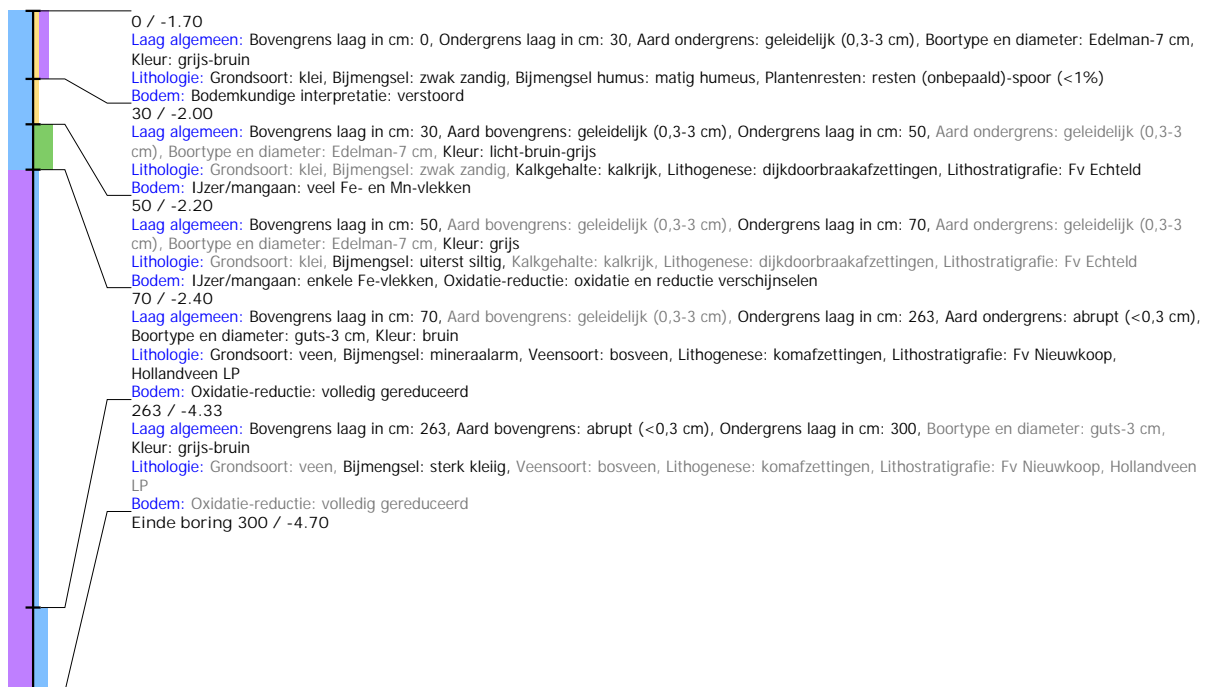 0 / -1.70
Laag algemeen: Bovengrens laag in cm: 0, Ondergrens laag in cm: 30, Aard ondergrens: geleidelijk (0,3-3 cm), Boortype en diameter: Edelman-7 cm,
Kleur: grijs-bruin
Lithologie: Grondsoort: klei, Bijmengsel: zwak zandig, Bijmengsel humus: matig humeus, Plantenresten: resten (onbepaald)-spoor (<1%)
Bodem: Bodemkundige interpretatie: verstoord
30 / -2.00
Laag algemeen: Bovengrens laag in cm: 30, Aard bovengrens: geleidelijk (0,3-3 cm), Ondergrens laag in cm: 50, Aard ondergrens: geleidelijk (0,3-3
cm), Boortype en diameter: Edelman-7 cm, Kleur: licht-bruin-grijs
Lithologie: Grondsoort: klei, Bijmengsel: zwak zandig, Kalkgehalte: kalkrijk, Lithogenese: dijkdoorbraakafzettingen, Lithostratigrafie: Fv Echteld
Bodem: IJzer/mangaan: veel Fe- en Mn-vlekken
50 / -2.20
Laag algemeen: Bovengrens laag in cm: 50, Aard bovengrens: geleidelijk (0,3-3 cm), Ondergrens laag in cm: 70, Aard ondergrens: geleidelijk (0,3-3
cm), Boortype en diameter: Edelman-7 cm, Kleur: grijs
Lithologie: Grondsoort: klei, Bijmengsel: uiterst siltig, Kalkgehalte: kalkrijk, Lithogenese: dijkdoorbraakafzettingen, Lithostratigrafie: Fv Echteld
Bodem: IJzer/mangaan: enkele Fe-vlekken, Oxidatie-reductie: oxidatie en reductie verschijnselen
70 / -2.40
Laag algemeen: Bovengrens laag in cm: 70, Aard bovengrens: geleidelijk (0,3-3 cm), Ondergrens laag in cm: 263, Aard ondergrens: abrupt (<0,3 cm),
Boortype en diameter: guts-3 cm, Kleur: bruin
Lithologie: Grondsoort: veen, Bijmengsel: mineraalarm, Veensoort: bosveen, Lithogenese: komafzettingen, Lithostratigrafie: Fv Nieuwkoop,
Hollandveen LP
Bodem: Oxidatie-reductie: volledig gereduceerd
263 / -4.33
Laag algemeen: Bovengrens laag in cm: 263, Aard bovengrens: abrupt (<0,3 cm), Ondergrens laag in cm: 300, Boortype en diameter: guts-3 cm,
Kleur: grijs-bruin
Lithologie: Grondsoort: veen, Bijmengsel: sterk kleiig, Veensoort: bosveen, Lithogenese: komafzettingen, Lithostratigrafie: Fv Nieuwkoop, Hollandveen
LP
Bodem: Oxidatie-reductie: volledig gereduceerd
Einde boring 300 / -4.70